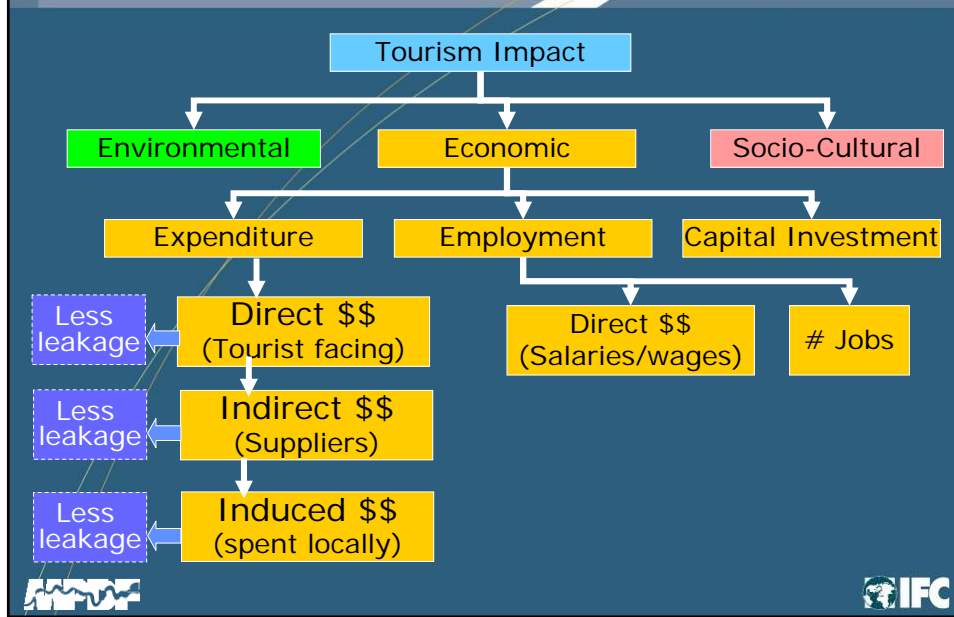 Tourism Impact
Environmental
Economic
Socio-Cultural
Expenditure
Employment
Capital Investment
Less
leakage
Direct $$
(Tourist facing)
Direct $$
(Salaries/wages)
# Jobs
Less
leakage
Indirect $$
(Suppliers)
Less
leakage
Induced $$
(spent locally)
MPDF
IFC